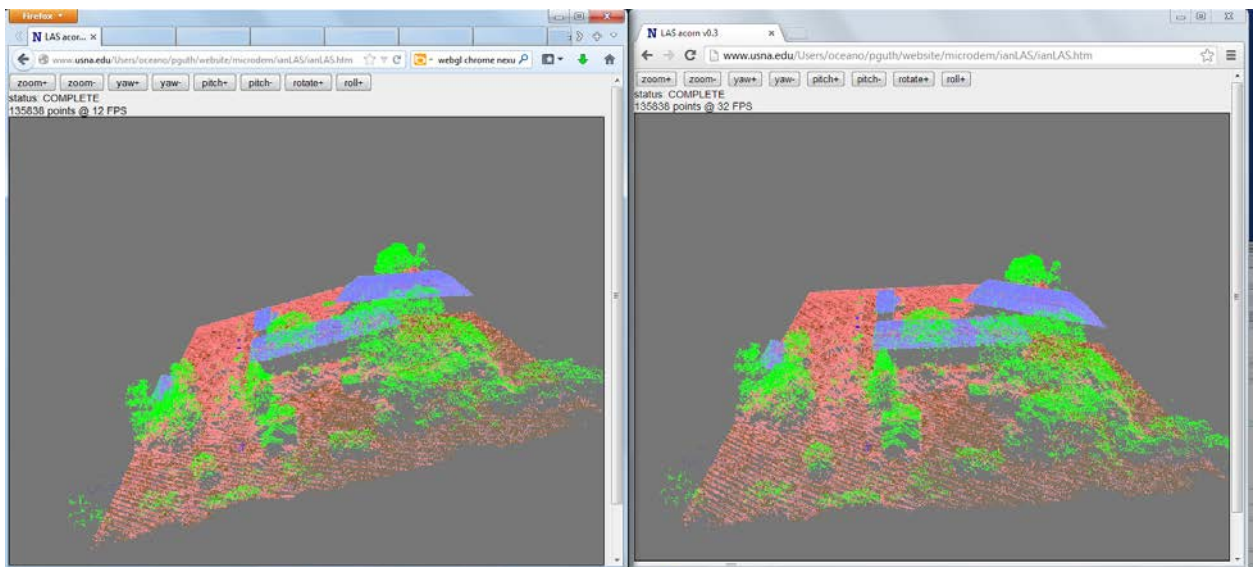 Firefox
LAS acor...
www.usna.edu/Users/oceano/pguth/website/microdem/ianLAS/ianLAS.htm
webgl chrome nexu
zoom+ zoom- yaw+ yaw- pitch+ pitch- rotate+ roll+
status: COMPLETE
135838 points @ 12 FPS
LAS acorn v0.3
www.usna.edu/Users/oceano/pguth/website/microdem/ianLAS/ianLAS.htm
zoom+ zoom- yaw+ yaw- pitch+ pitch- rotate+ roll+
status: COMPLETE
135838 points @ 32 FPS